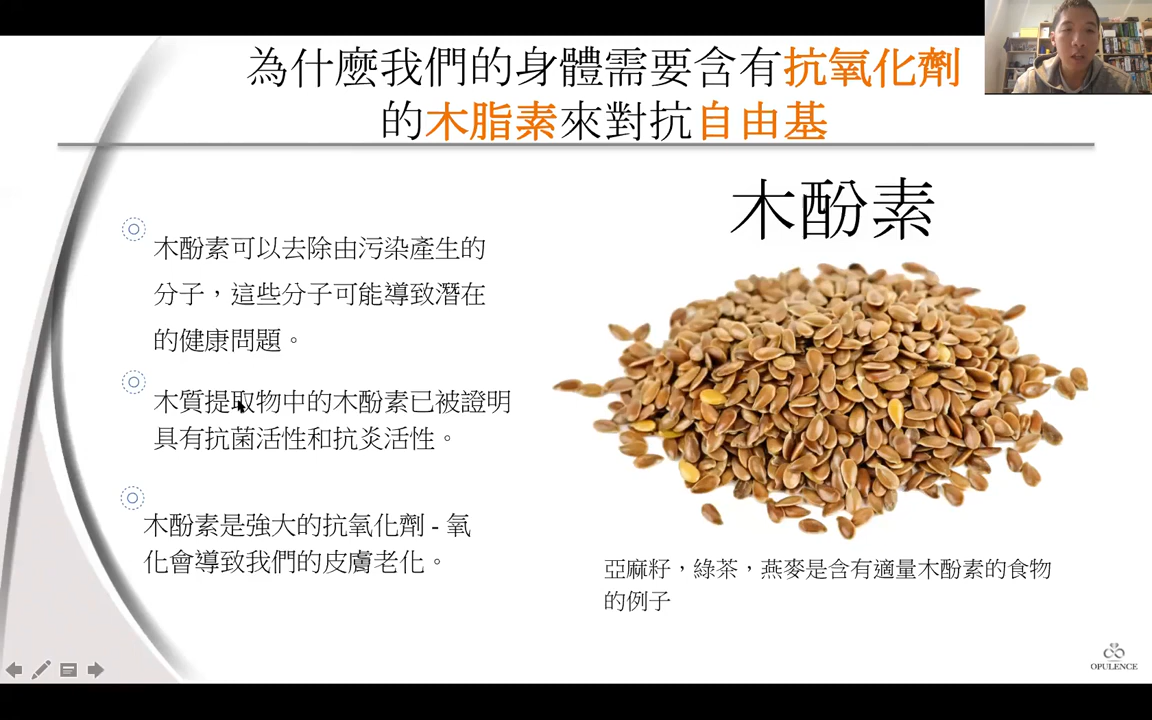 為什麼我們的身體需要含有抗氧化劑
的木脂素來對抗自由基
木酚素
木酚素可以去除由污染產生的
分子，這些分子可能導致潛在
的健康問題。
木質提取物中的木酚素已被證明
具有抗菌活性和抗炎活性。
木酚素是強大的抗氧化劑 - 氧
化會導致我們的皮膚老化。
亞麻籽，綠茶，燕麥是含有適量木酚素的食物
的例子
OPULENCE